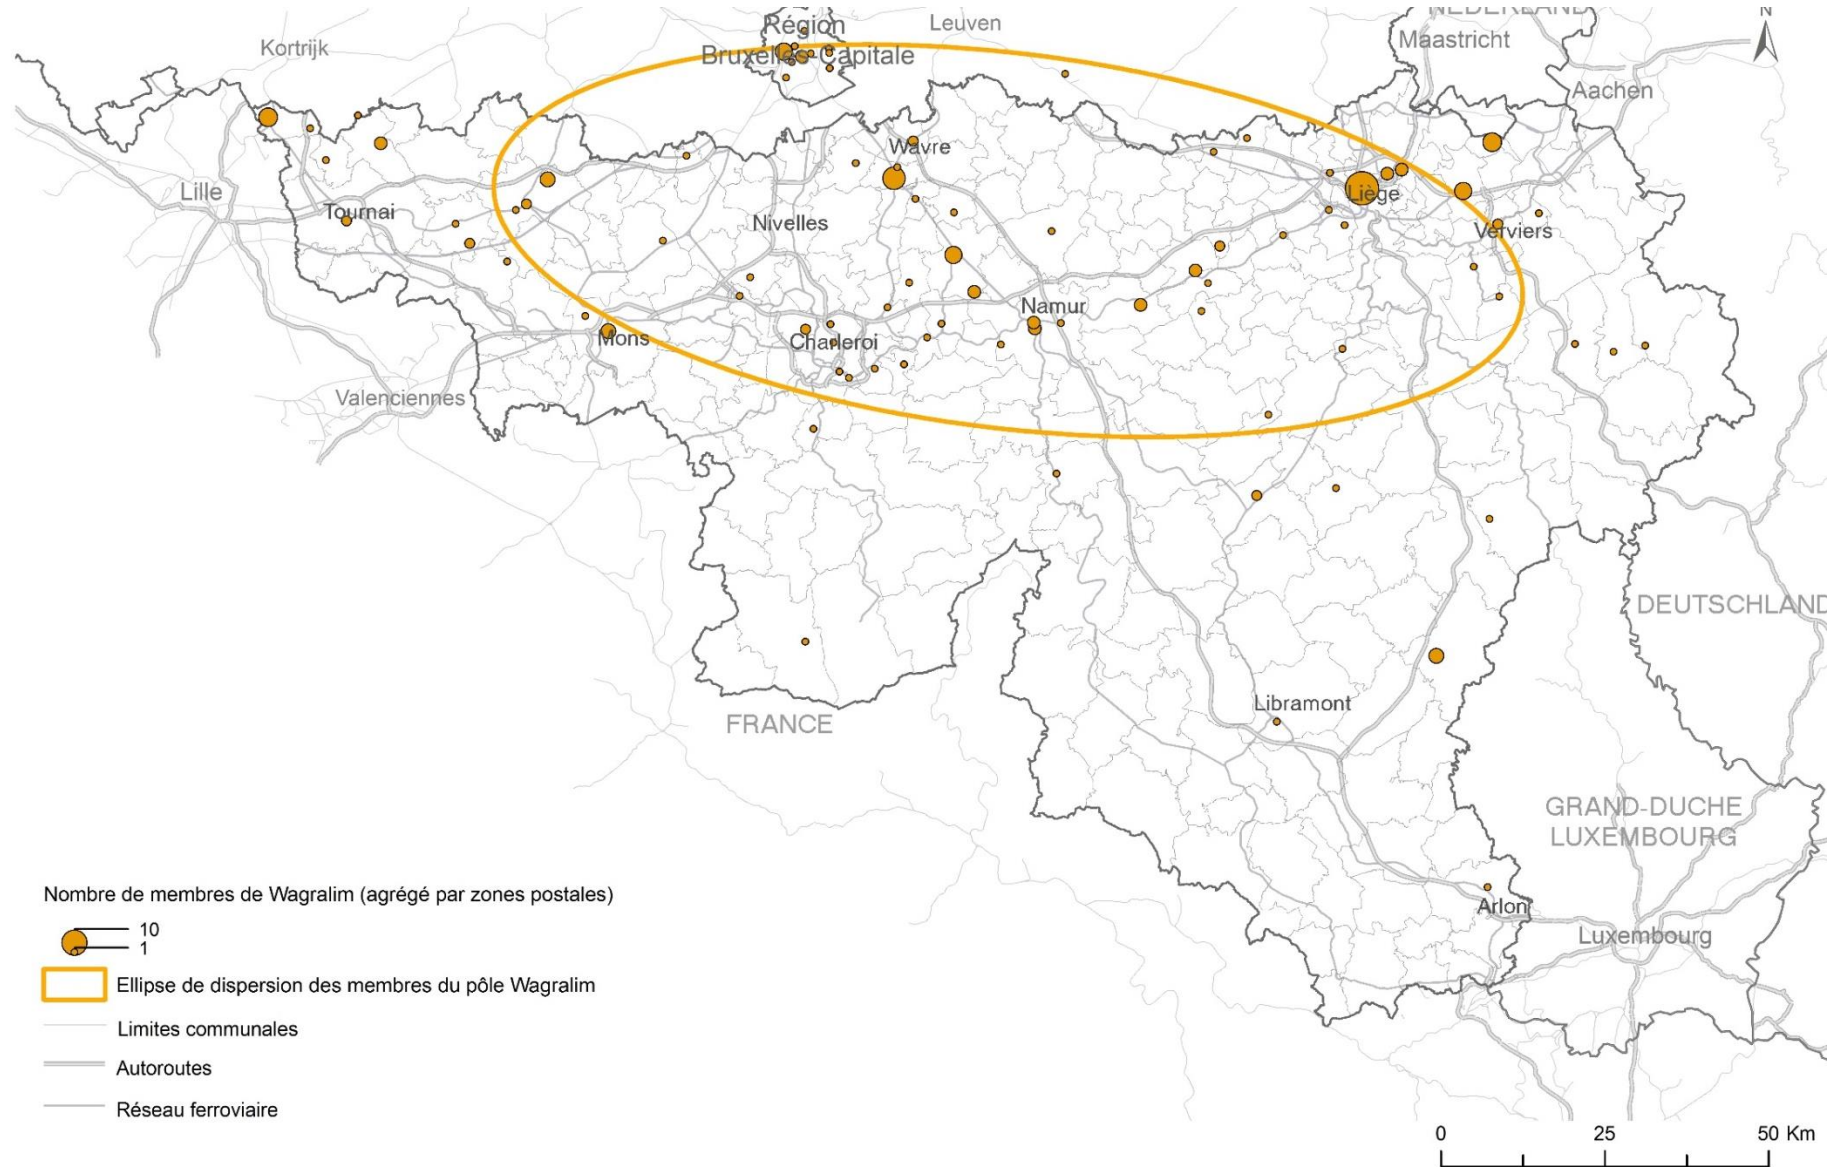 NEDERLAND
N
Région
Bruxelles-Capitale
Leuven
Kortrijk
Maastricht
Aachen
Wavre
Lille
Tournai
Nivelles
Liège
Verviers
Namur
Mons
Charleroi
Valenciennes
DEUTSCHLAND
Libramont
FRANCE
GRAND-DUCHE
LUXEMBOURG
Arlon
Luxembourg
Nombre de membres de Wagralim (agrégé par zones postales)
10
1
Ellipse de dispersion des membres du pôle Wagralim
Limites communales
Autoroutes
Réseau ferroviaire
0 25 50 Km